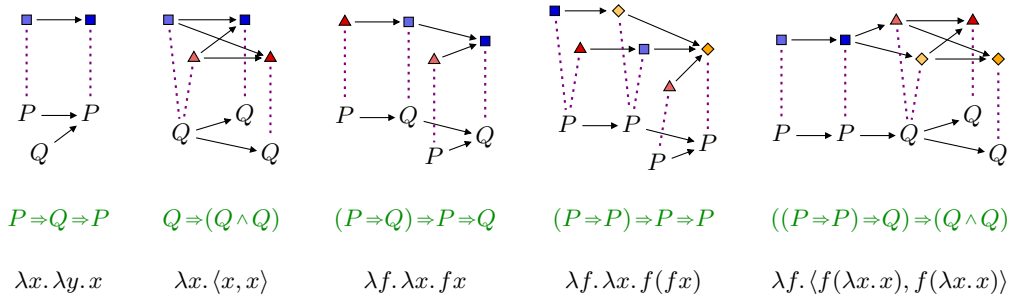 P → P
Q
Q
Q
Q
P → Q
P
Q
P → P
P
P
P → P → Q
Q
Q
P⇒Q⇒P Q⇒(Q∧Q) (P⇒Q)⇒P⇒Q (P⇒P)⇒P⇒P ((P⇒P)⇒Q)⇒(Q∧Q)
λx. λy. x λx. ⟨x, x⟩ λf. λx. fx λf. λx. f(fx) λf. ⟨f(λx. x), f(λx. x)⟩